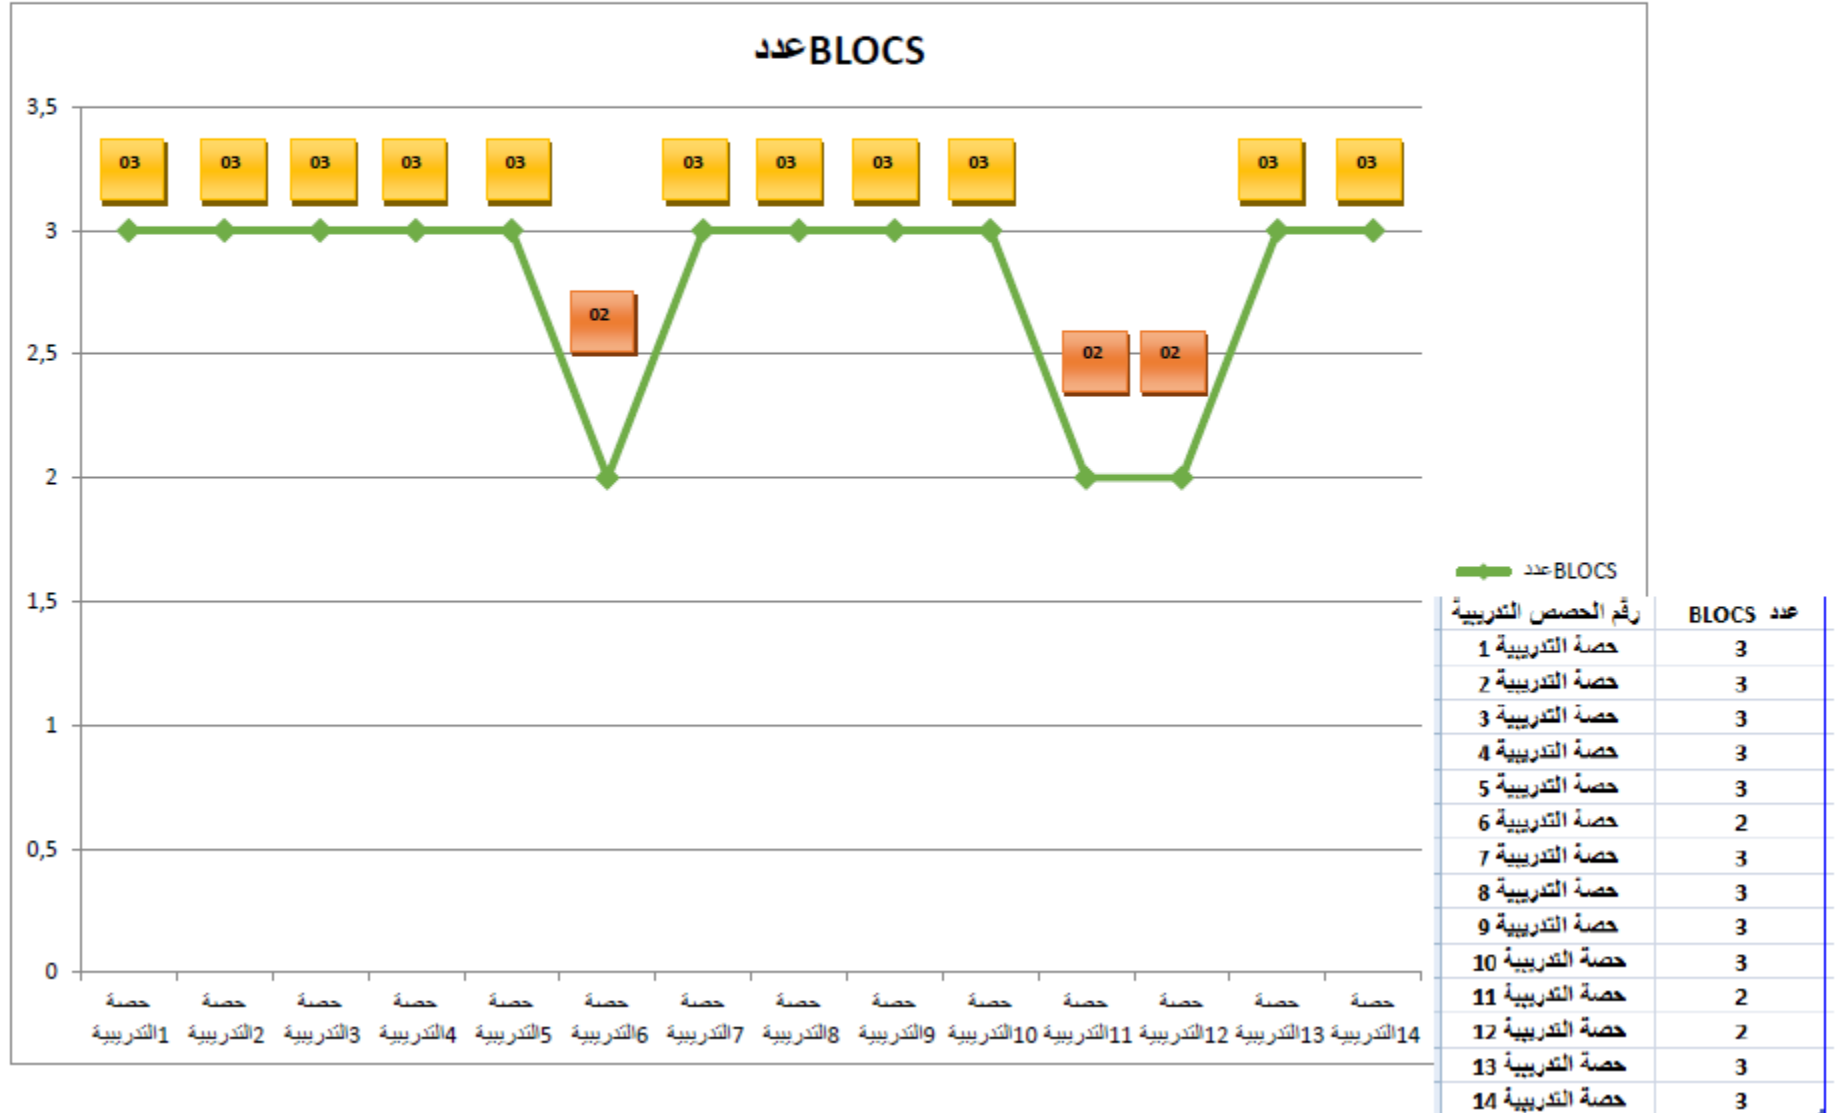 عدد BLOCS
3,5
3
2,5
2
1,5
1
0,5
0
03
03
03
03
03
02
03
03
03
03
02
02
03
03
حصة التدريبية1
حصة التدريبية2
حصة التدريبية3
حصة التدريبية4
حصة التدريبية5
حصة التدريبية6
حصة التدريبية7
حصة التدريبية8
حصة التدريبية9
حصة التدريبية10
حصة التدريبية11
حصة التدريبية12
حصة التدريبية13
حصة التدريبية14
عدد BLOCS
رقم الحصص التدريبية عدد BLOCS
حصة التدريبية 1 3
حصة التدريبية 2 3
حصة التدريبية 3 3
حصة التدريبية 4 3
حصة التدريبية 5 3
حصة التدريبية 6 2
حصة التدريبية 7 3
حصة التدريبية 8 3
حصة التدريبية 9 3
حصة التدريبية 10 3
حصة التدريبية 11 2
حصة التدريبية 12 2
حصة التدريبية 13 3
حصة التدريبية 14 3